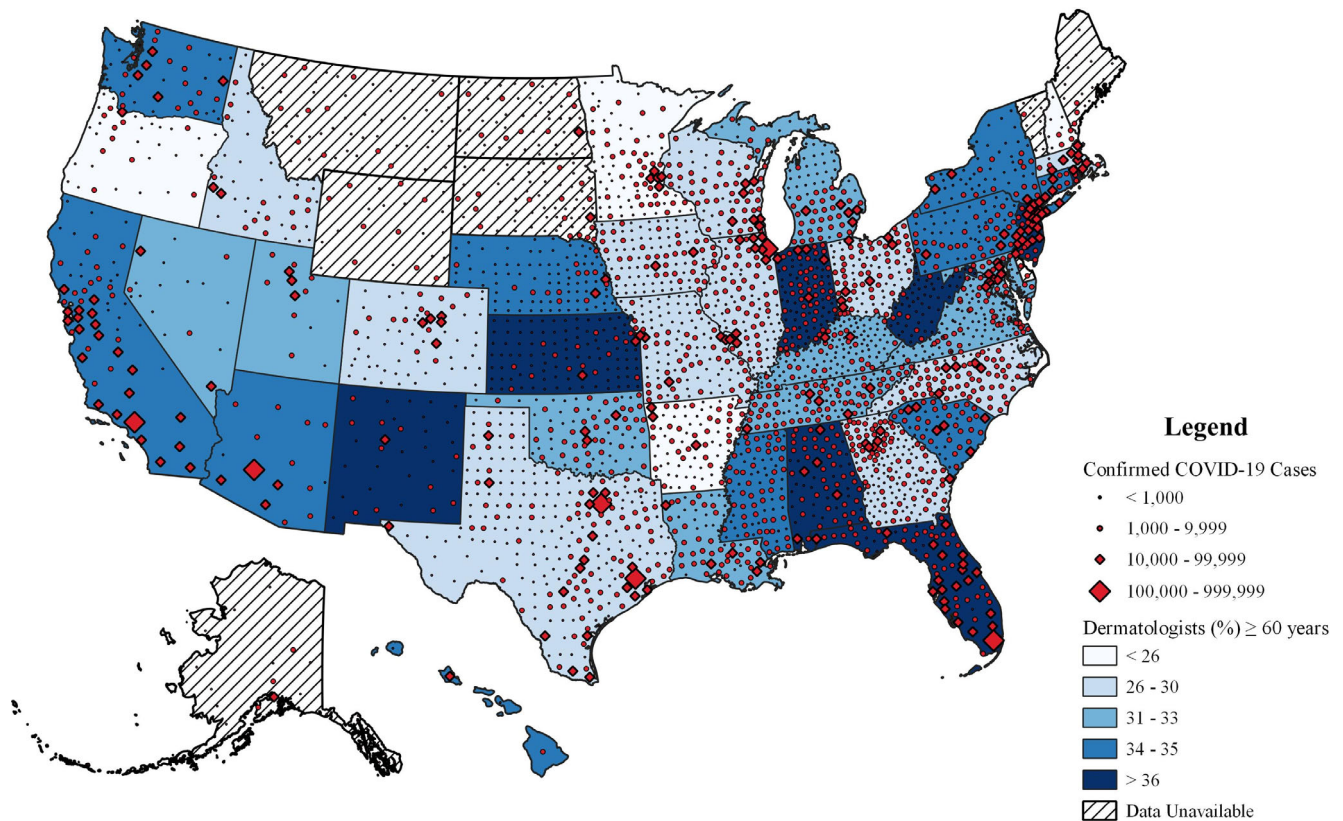 Legend
Confirmed COVID-19 Cases
< 1,000
1,000 - 9,999
10,000 - 99,999
100,000 - 999,999
Dermatologists (%) ≥ 60 years
< 26
26 - 30
31 - 33
34 - 35
> 36
Data Unavailable